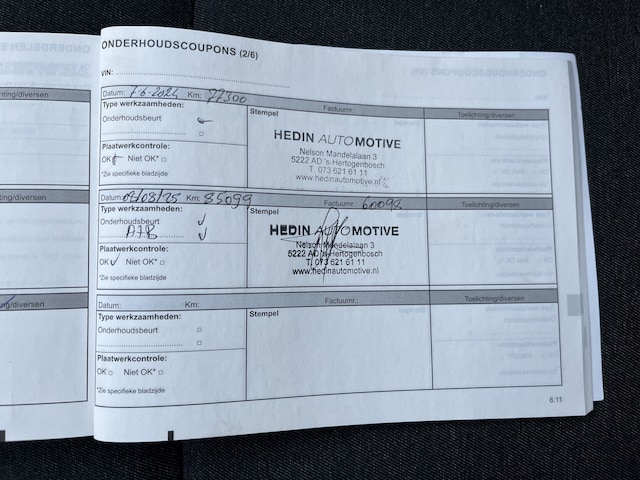 ONDERHOUDSCOUPONS (2/6)
VIN:
Datum: 7-6-2024 Km: 77300
Factuurnr.
Toelichting/diversen
Type werkzaamheden:
Onderhoudsbeurt
Plaatwerkcontrole:
OK Niet OK*
*Zie specifieke bladzijde
Stempel
HEDIN AUTOMOTIVE
Nelson Mandelalaan 3
5222 AD 's-Hertogenbosch
T. 073 621 61 11
www.hedinautomotive.nl
Datum: 04/08/25 Km: 85099
Factuurnr.: 60094
Toelichting/diversen
Type werkzaamheden:
Onderhoudsbeurt
Plaatwerkcontrole:
OK Niet OK*
*Zie specifieke bladzijde
Stempel
HEDIN AUTOMOTIVE
Nelson Mandelalaan 3
5222 AD 's-Hertogenbosch
T. 073 621 61 11
www.hedinautomotive.nl
Datum: Km:
Factuurnr.:
Toelichting/diversen
Type werkzaamheden:
Onderhoudsbeurt
Plaatwerkcontrole:
OK Niet OK*
*Zie specifieke bladzijde
Stempel
6.11